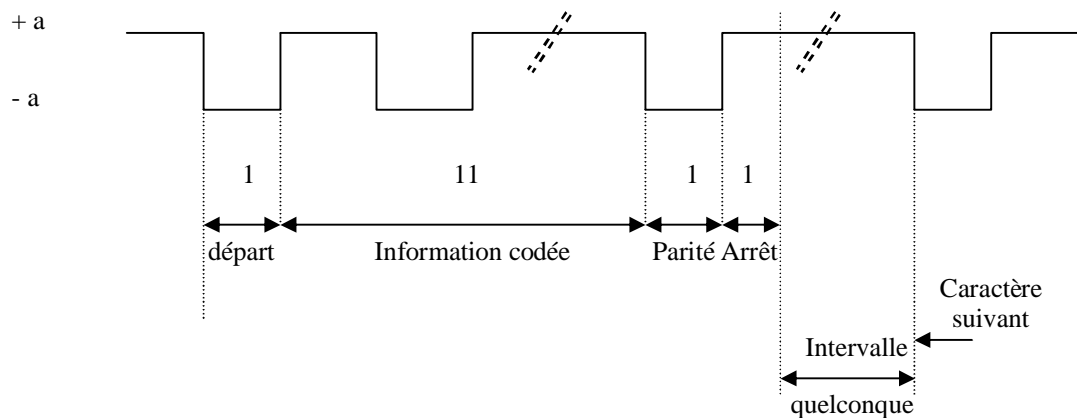 + a
- a
1 11 1 1
départ Information codée Parité Arrêt
Caractère
suivant
Intervalle
quelconque